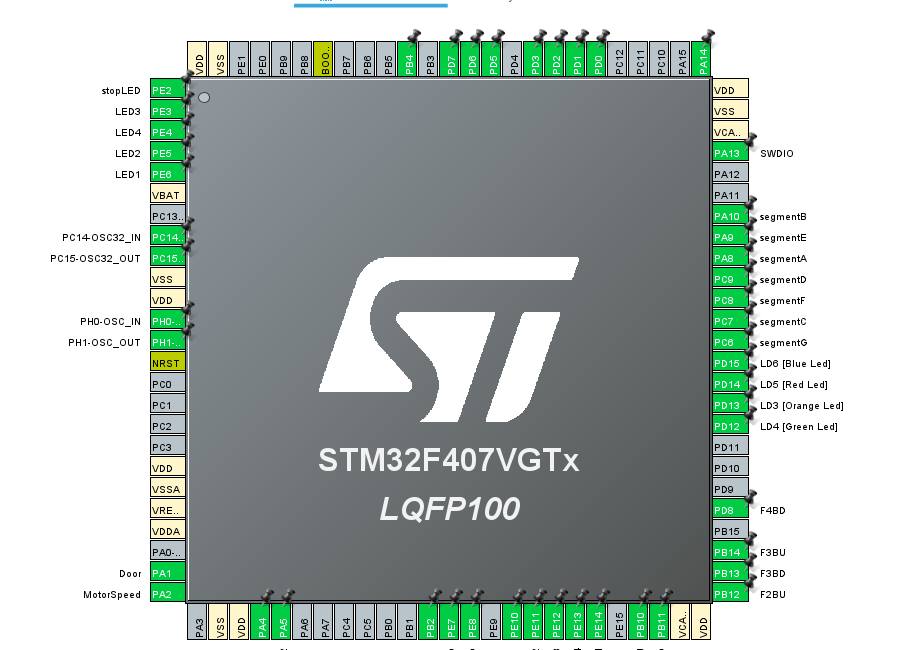 VDD VSS PE1 PE0 PB9 PB8 BOO.. PB7 PB6 PB5 PB4 PB3 PD7 PD6 PD5 PD4 PD3 PD2 PD1 PD0 PC12 PC11 PC10 PA15 PA14
stopLED PE2 VDD
LED3 PE3 VSS
LED4 PE4 VCA..
LED2 PE5 PA13 SWDIO
LED1 PE6 PA12
VBAT PA11
PC13.. PA10 segmentB
PC14-OSC32_IN PC14.. PA9 segmentE
PC15-OSC32_OUT PC15.. PA8 segmentA
VSS PC9 segmentD
VDD PC8 segmentF
PH0-OSC_IN PH0-.. PC7 segmentC
PH1-OSC_OUT PH1-.. PC6 segmentG
NRST PD15 LD6 [Blue Led]
PC0 PD14 LD5 [Red Led]
PC1 PD13 LD3 [Orange Led]
PC2 PD12 LD4 [Green Led]
PC3 PD11
VDD PD10
VSSA PD9
VRE.. PD8 F4BD
VDDA PB15
PA0-.. PB14 F3BU
Door PA1 PB13 F3BD
MotorSpeed PA2 PB12 F2BU
ST
STM32F407VGTx
LQFP100
PA3 VSS VDD PA4 PA5 PA6 PA7 PC4 PC5 PB0 PB1 PB2 PE7 PE8 PE9 PE10 PE11 PE12 PE13 PE14 PE15 PB10 PB11 VCA.. VDD